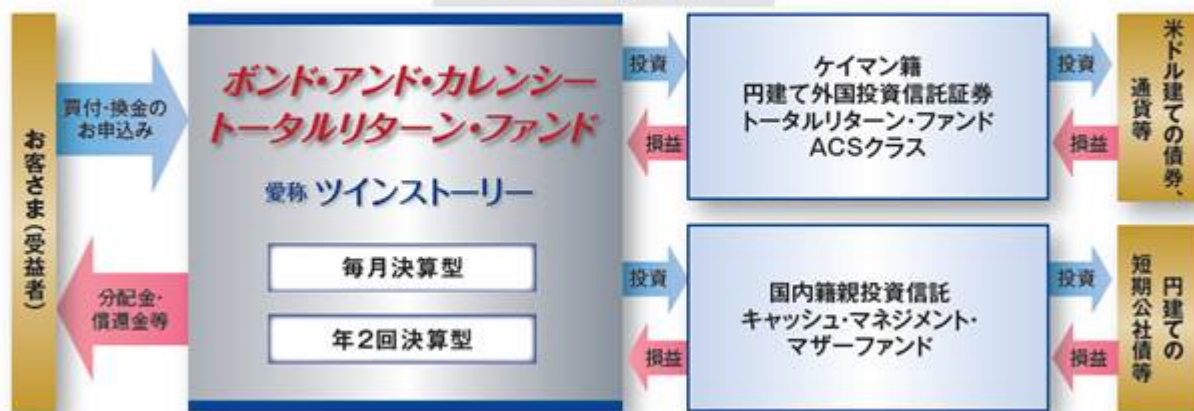 お客さま(受益者)
買付・換金の
お申込み
分配金・
償還金等
ボンド・アンド・カレンシー
トータルリターン・ファンド
愛称 ツインストーリー
毎月決算型
年2回決算型
投資
損益
ケイマン籍
円建て外国投資信託証券
トータルリターン・ファンド
ACSクラス
投資
損益
米ドル建ての債券、
通貨等
投資
損益
国内籍親投資信託
キャッシュ・マネジメント・
マザーファンド
投資
損益
円建ての
短期公社債等